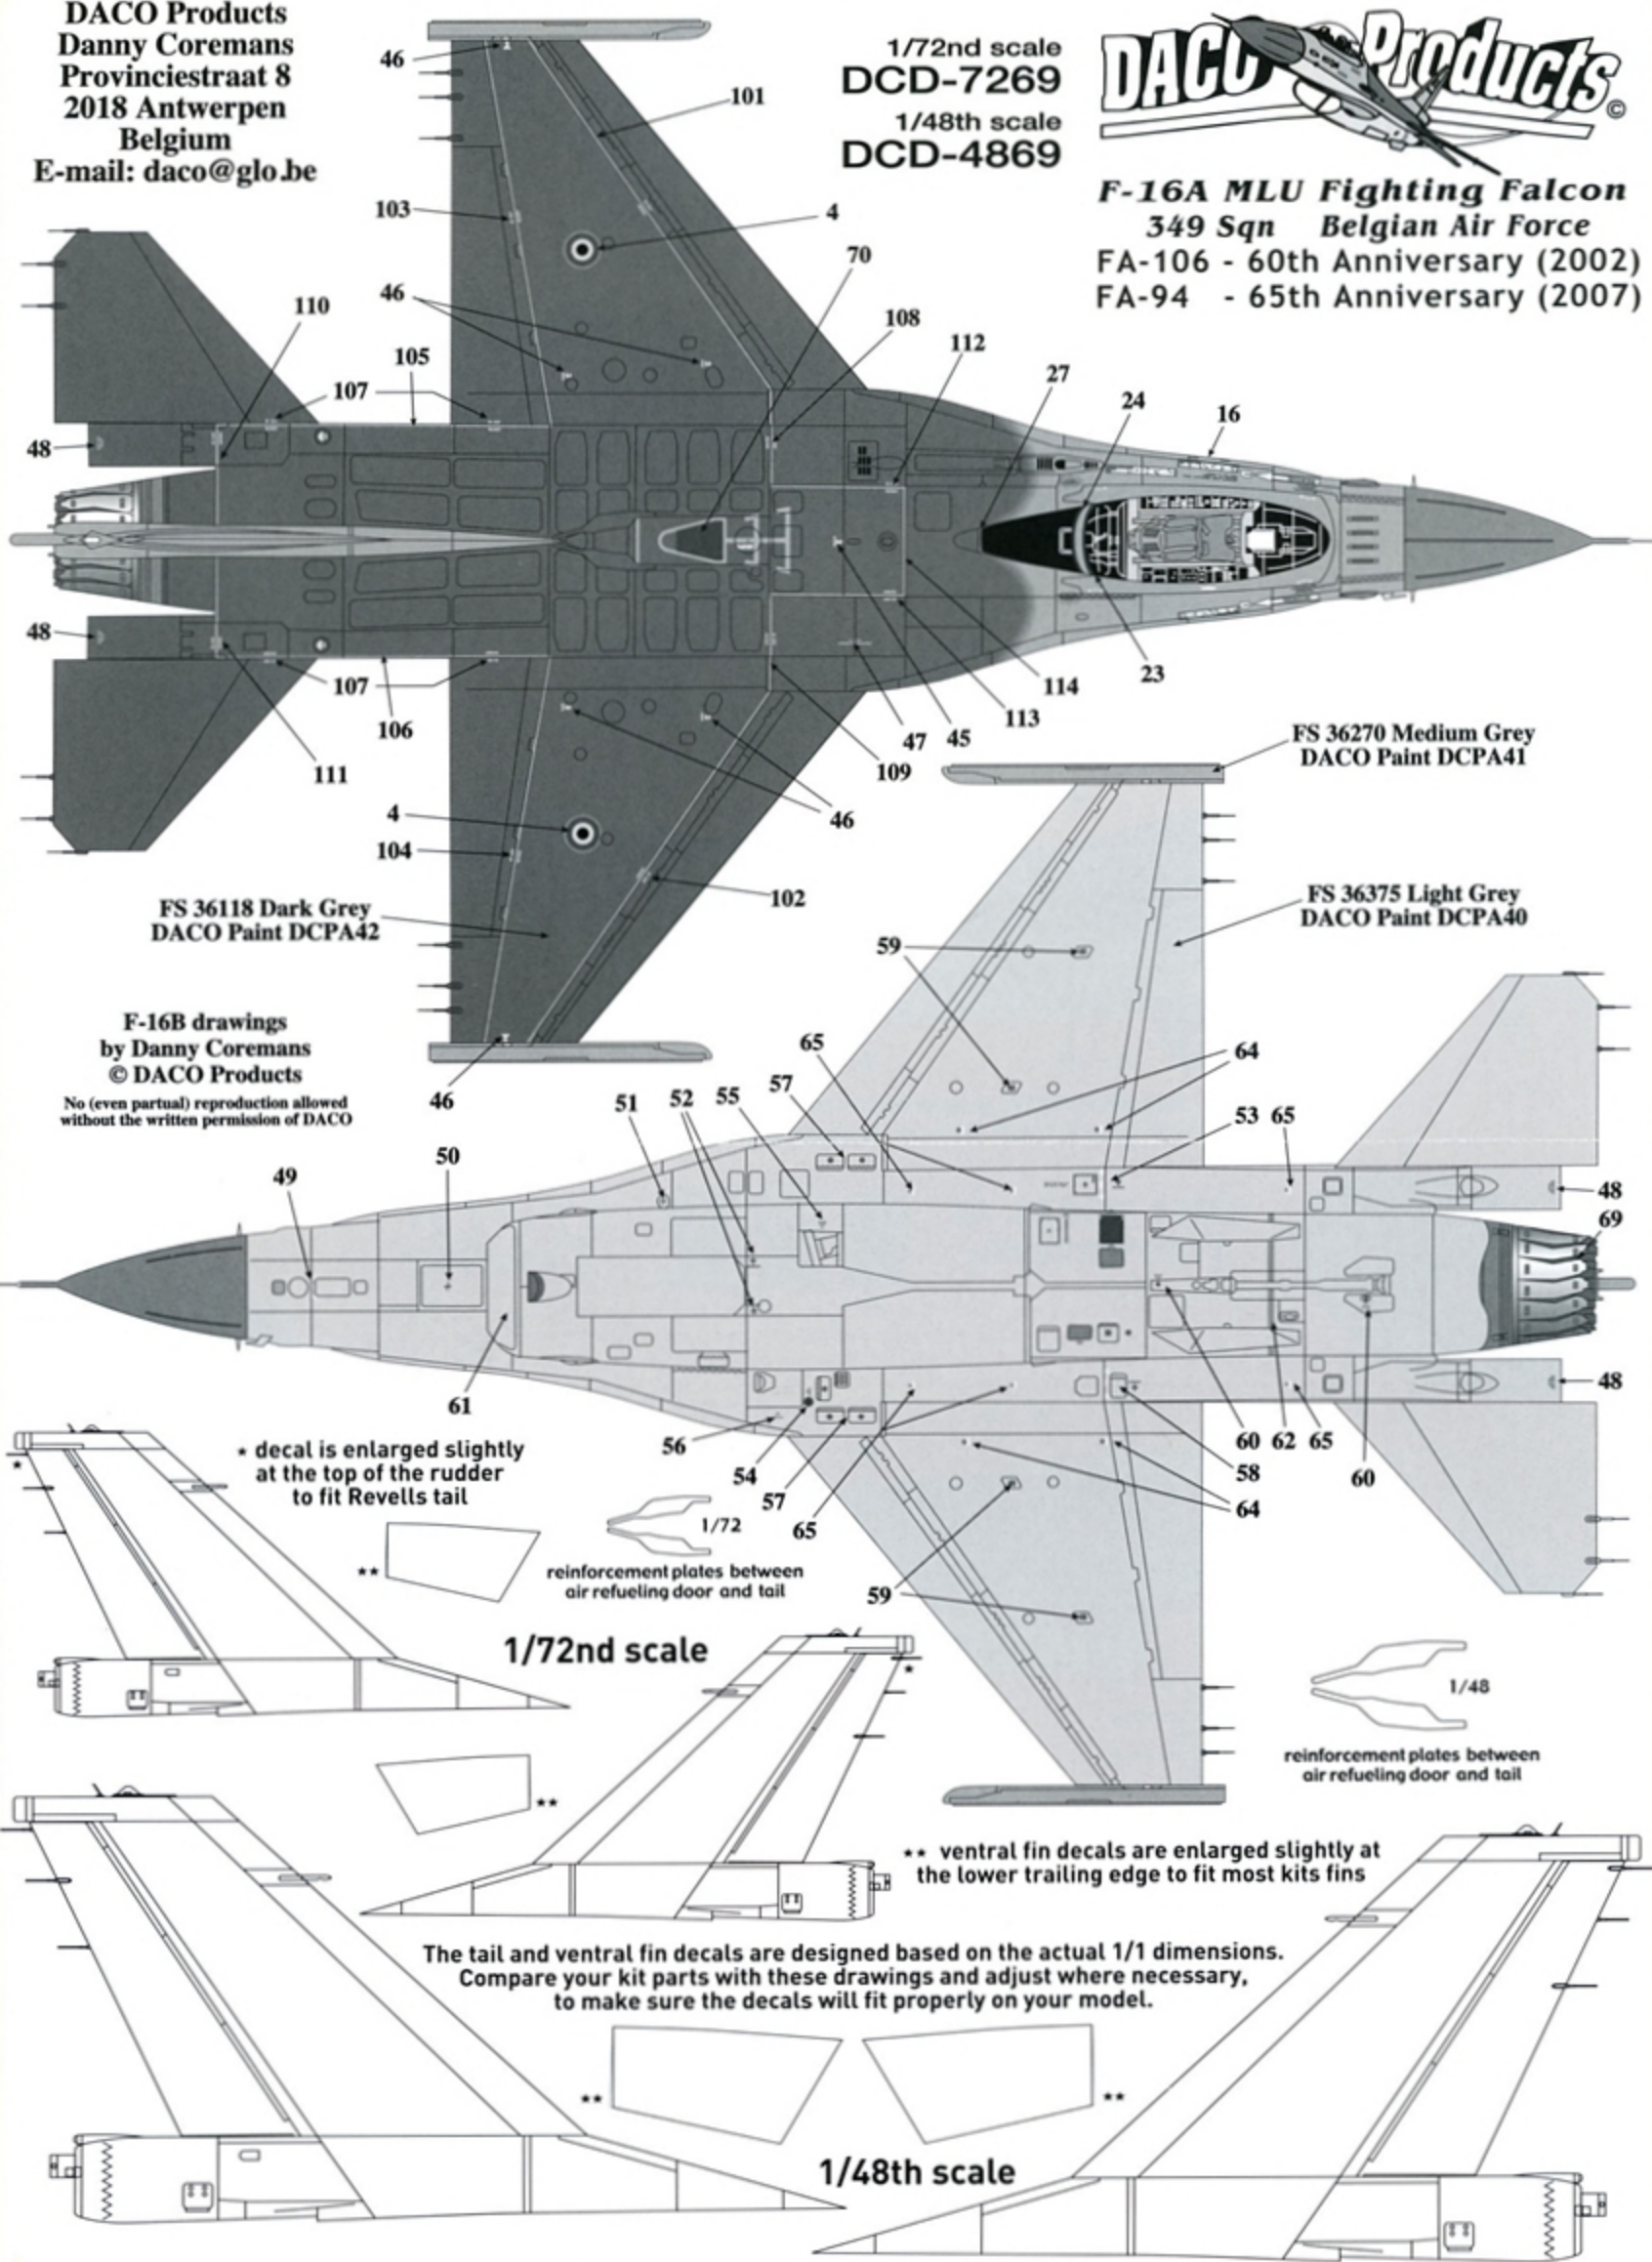 DACO Products
Danny Coremans
Provinciestraat 8
2018 Antwerpen
Belgium
E-mail: daco@glo.be
1/72nd scale
DCD-7269
1/48th scale
DCD-4869
DACO Products ©
F-16A MLU Fighting Falcon
349 Sqn Belgian Air Force
FA-106 - 60th Anniversary (2002)
FA-94 - 65th Anniversary (2007)
46
101
103
4
70
46
110
108
112
105
27
107
24
16
48
48
23
107
114
113
106
47
45
111
109
FS 36270 Medium Grey
DACO Paint DCPA41
4
46
104
102
FS 36118 Dark Grey
DACO Paint DCPA42
FS 36375 Light Grey
DACO Paint DCPA40
59
F-16B drawings
by Danny Coremans
© DACO Products
No (even partual) reproduction allowed
without the written permission of DACO
46
65
64
57
51
52
55
53
65
50
49
48
69
61
48
56
54
57
65
60
62
65
58
60
64
* decal is enlarged slightly
at the top of the rudder
to fit Revells tail
*
1/72
**
reinforcement plates between
air refueling door and tail
59
1/72nd scale
*
1/48
reinforcement plates between
air refueling door and tail
**
** ventral fin decals are enlarged slightly at
the lower trailing edge to fit most kits fins
The tail and ventral fin decals are designed based on the actual 1/1 dimensions.
Compare your kit parts with these drawings and adjust where necessary,
to make sure the decals will fit properly on your model.
**
**
1/48th scale